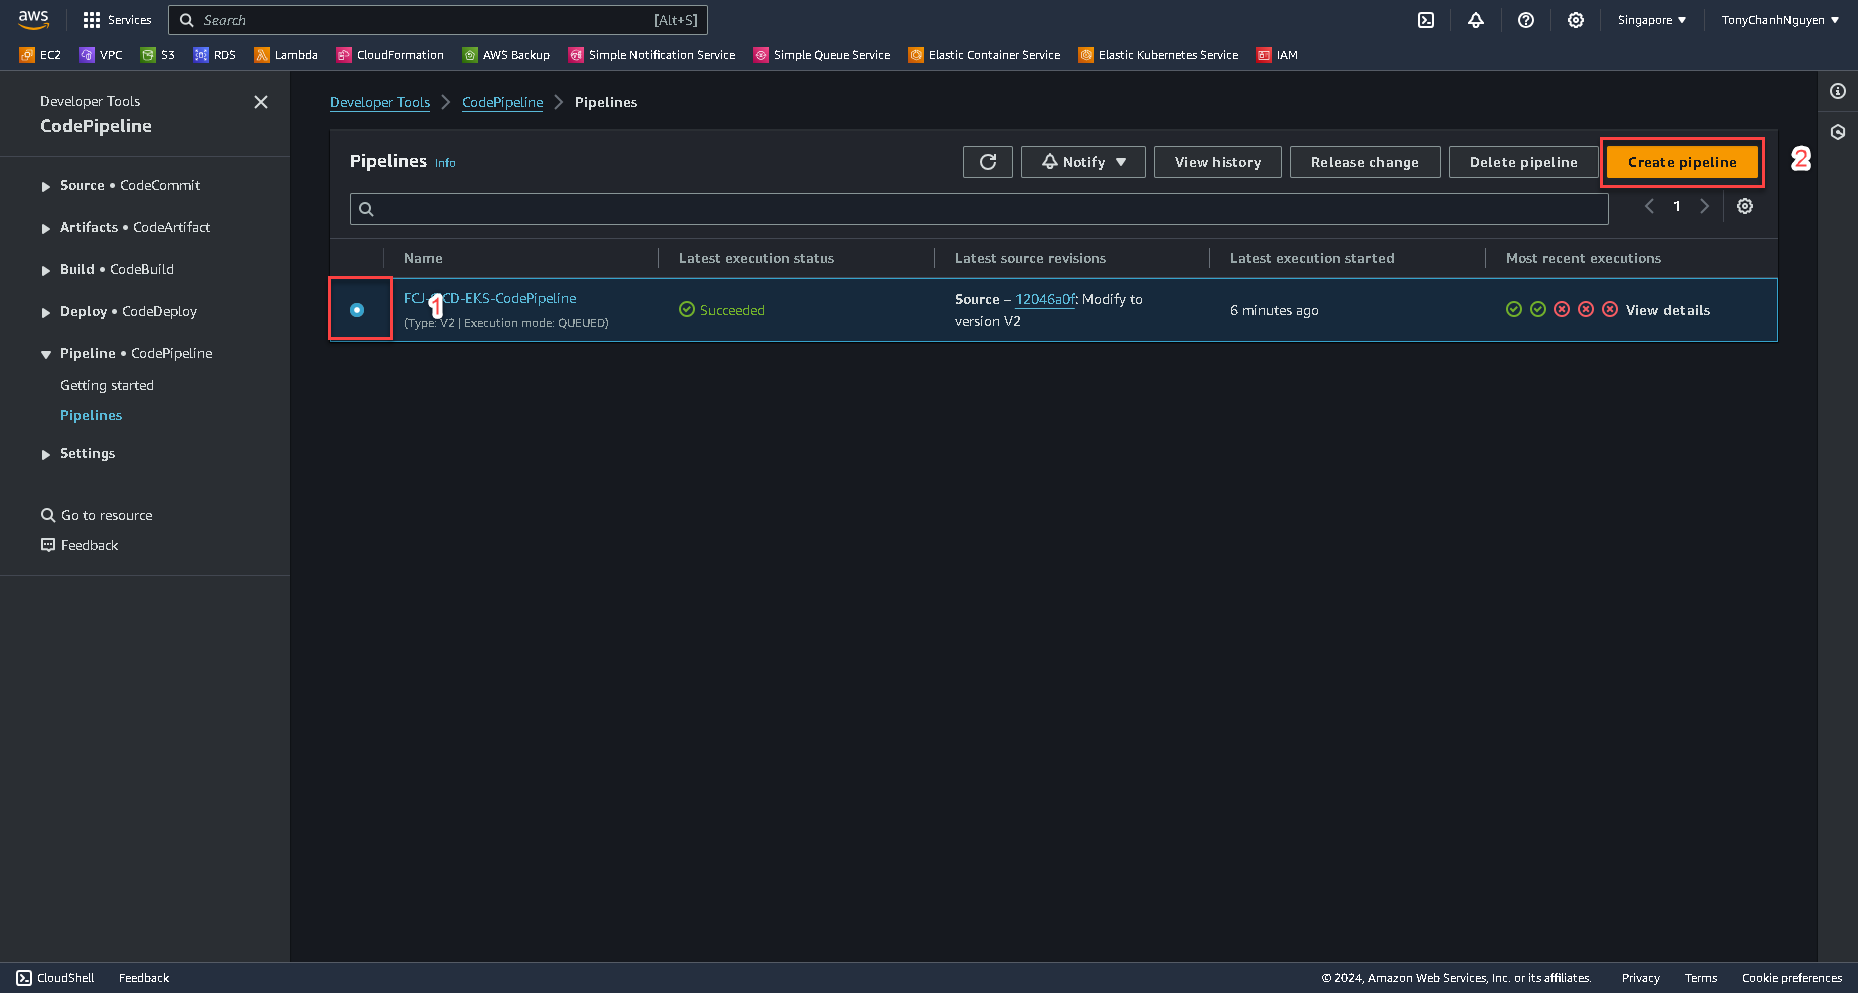 aws
Services
Search
[Alt+S]
Singapore
TonyChanhNguyen
EC2
VPC
S3
RDS
Lambda
CloudFormation
AWS Backup
Simple Notification Service
Simple Queue Service
Elastic Container Service
Elastic Kubernetes Service
IAM
Developer Tools
CodePipeline
Source • CodeCommit
Artifacts • CodeArtifact
Build • CodeBuild
Deploy • CodeDeploy
Pipeline • CodePipeline
Getting started
Pipelines
Settings
Go to resource
Feedback
Developer Tools
CodePipeline
Pipelines
Pipelines
Info
Notify
View history
Release change
Delete pipeline
Create pipeline
2
1
Name
Latest execution status
Latest source revisions
Latest execution started
Most recent executions
1
FCJ- CD-EKS-CodePipeline
(Type: V2 | Execution mode: QUEUED)
Succeeded
Source – 12046a0f: Modify to
version V2
6 minutes ago
View details
CloudShell
Feedback
© 2024, Amazon Web Services, Inc. or its affiliates.
Privacy
Terms
Cookie preferences